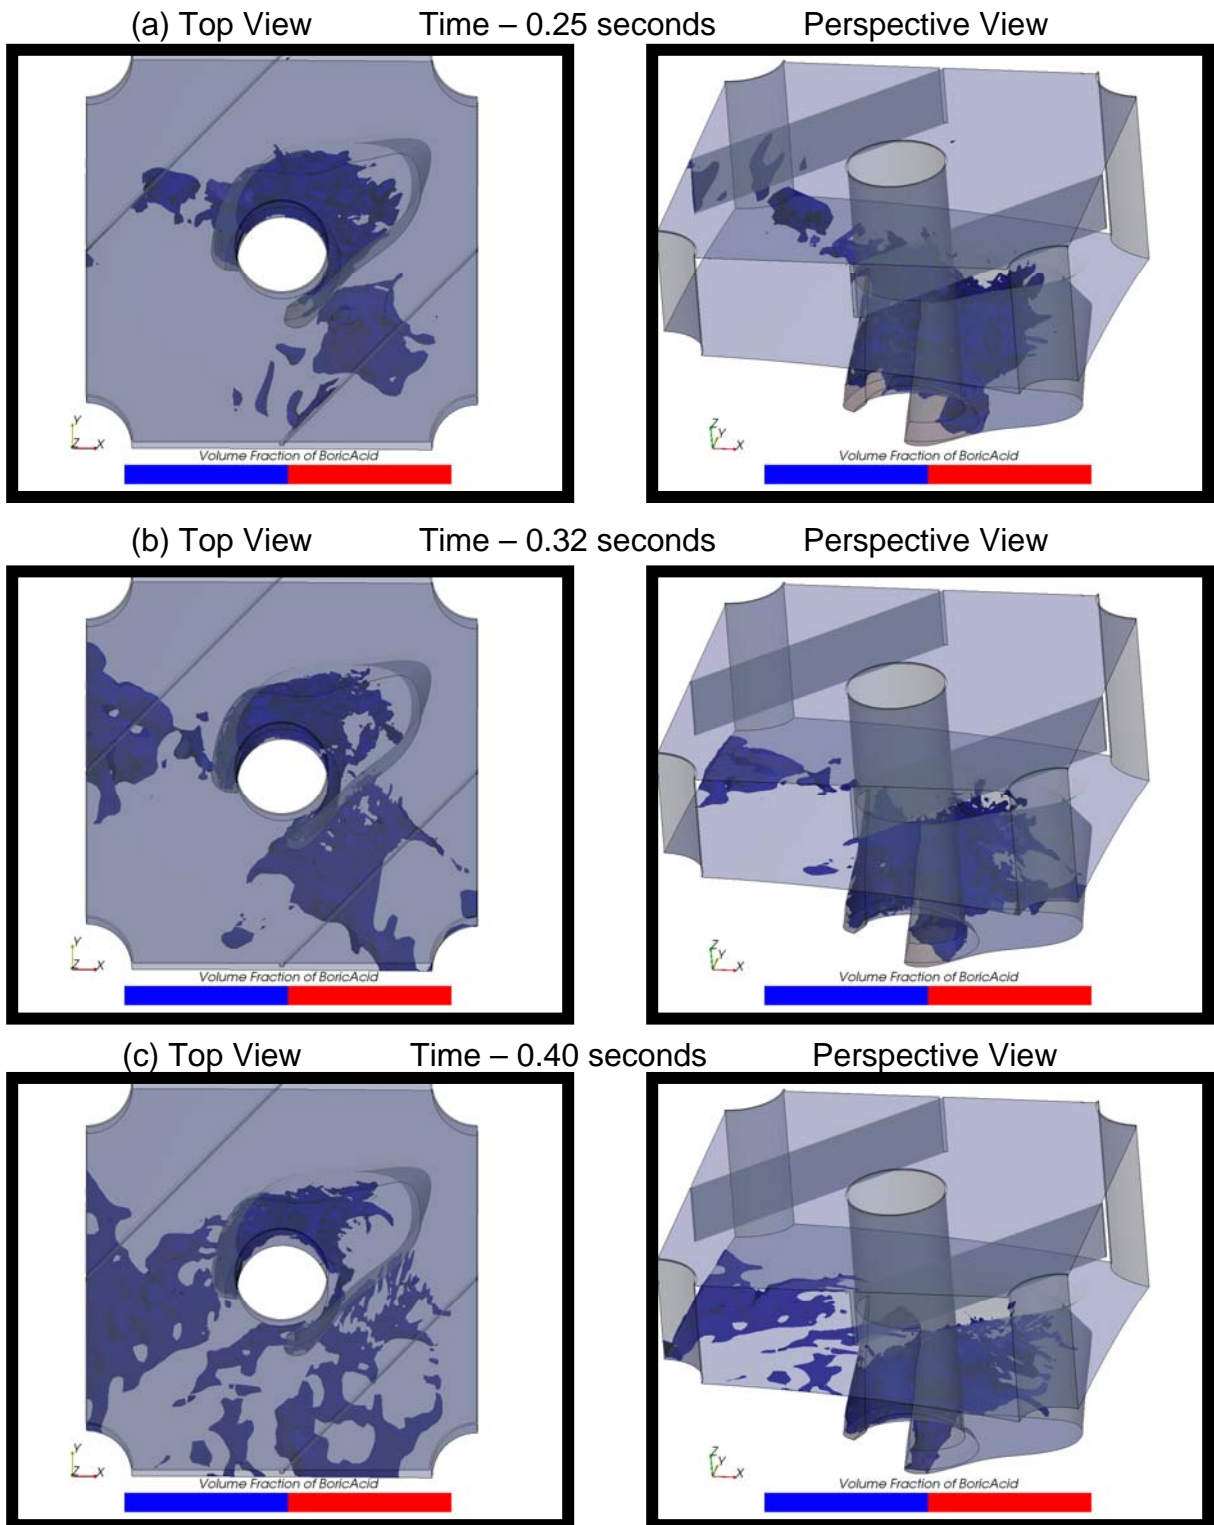 (a) Top View Time – 0.25 seconds Perspective View
Y
Z X
Volume Fraction of BoricAcid
Z
Y
X
Volume Fraction of BoricAcid
(b) Top View Time – 0.32 seconds Perspective View
Y
Z X
Volume Fraction of BoricAcid
Z
Y
X
Volume Fraction of BoricAcid
(c) Top View Time – 0.40 seconds Perspective View
Y
Z X
Volume Fraction of BoricAcid
Z
Y
X
Volume Fraction of BoricAcid